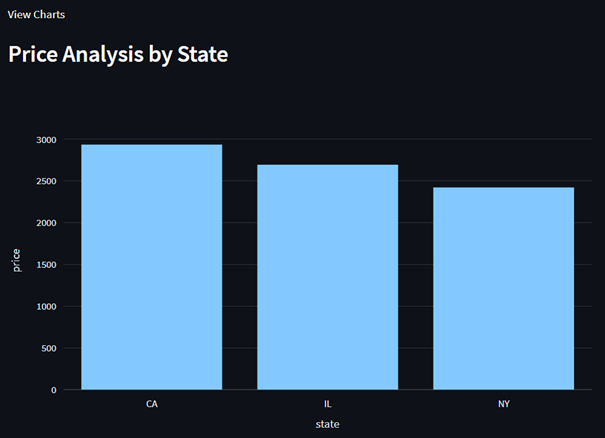 View Charts
Price Analysis by State
3000
2500
2000
1500
1000
500
0
price
CA IL NY
state